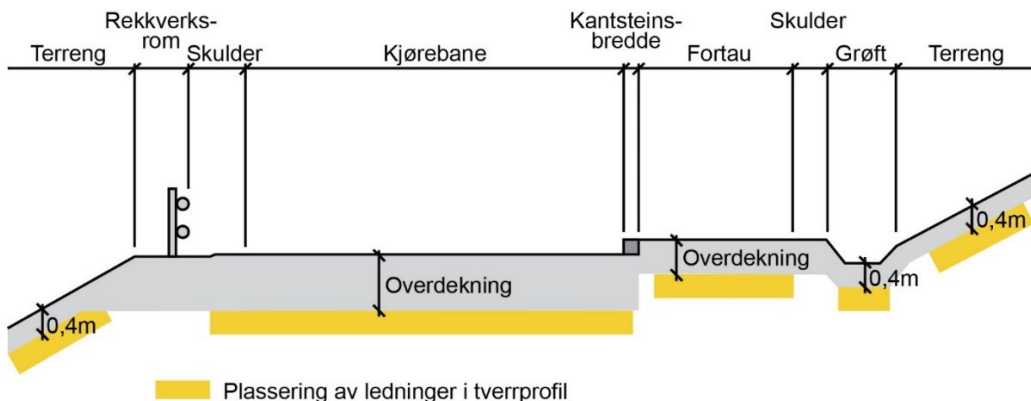 Rekkverks-
rom
Kantsteins-
bredde
Skulder
Terreng
Skulder
Kjørebane
Fortau
Grøft
Terreng
0,4m
Overdekning
Overdekning
0,4m
0,4m
Plassering av ledninger i tverrprofil